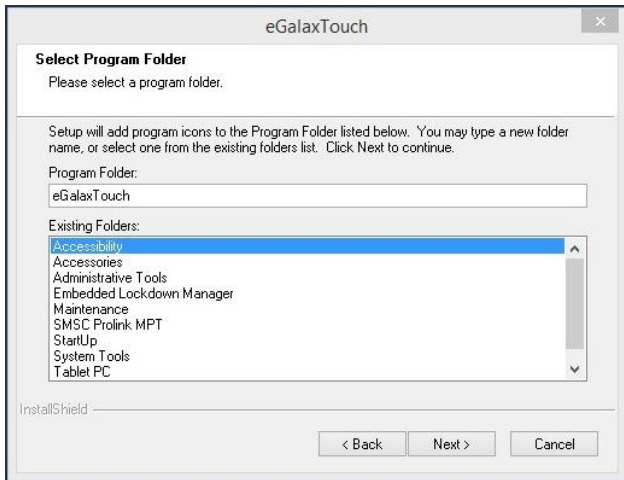 eGalaxTouch
Select Program Folder
Please select a program folder.
Setup will add program icons to the Program Folder listed below. You may type a new folder
name, or select one from the existing folders list. Click Next to continue.
Program Folder:
eGalaxTouch
Existing Folders:
Accessibility
Accessories
Administrative Tools
Embedded Lockdown Manager
Maintenance
SMSC Prolink MPT
StartUp
System Tools
Tablet PC
InstallShield
< Back Next > Cancel